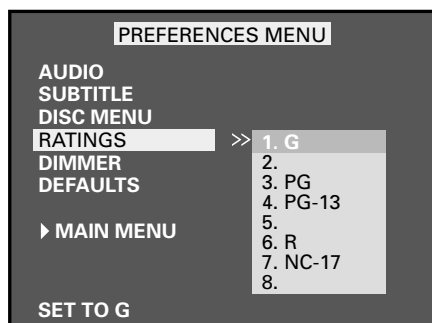 PREFERENCES MENU
AUDIO
SUBTITLE
DISC MENU
RATINGS >> 1. G
DIMMER 2.
DEFAULTS 3. PG
4. PG-13
MAIN MENU 5.
6. R
7. NC-17
8.
SET TO G